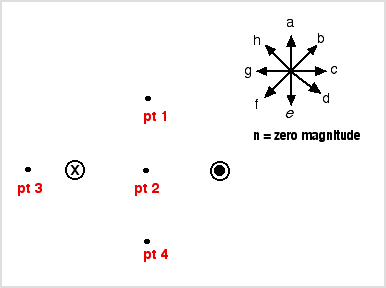 a
h b
g c
f d
e
n = zero magnitude
pt 1
x
pt 3 pt 2
pt 4